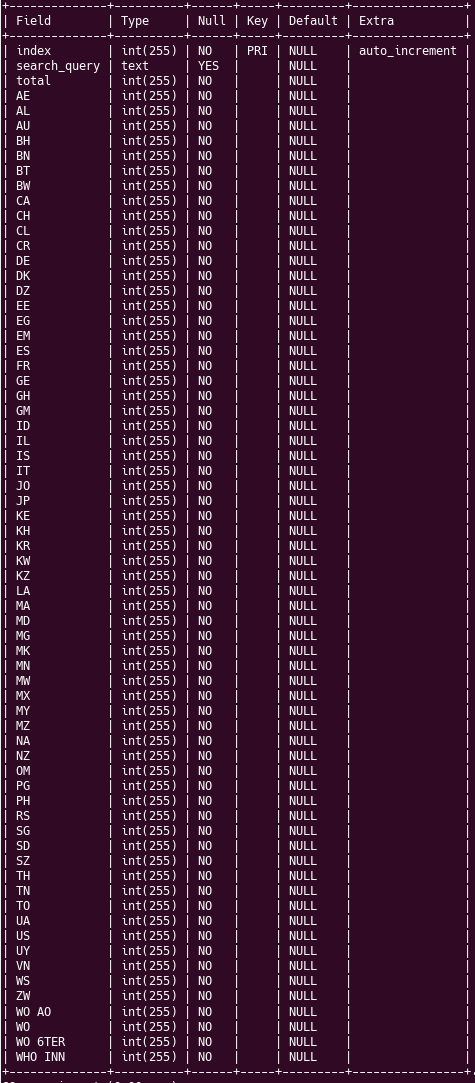 +-------------+----------+------+-----+---------+----------------+
| Field | Type | Null | Key | Default | Extra |
+-------------+----------+------+-----+---------+----------------+
| index | int(255) | NO | PRI | NULL | auto_increment |
| search_query | text | YES | | NULL | |
| total | int(255) | NO | | NULL | |
| AE | int(255) | NO | | NULL | |
| AL | int(255) | NO | | NULL | |
| AU | int(255) | NO | | NULL | |
| BH | int(255) | NO | | NULL | |
| BN | int(255) | NO | | NULL | |
| BT | int(255) | NO | | NULL | |
| BW | int(255) | NO | | NULL | |
| CA | int(255) | NO | | NULL | |
| CH | int(255) | NO | | NULL | |
| CL | int(255) | NO | | NULL | |
| CR | int(255) | NO | | NULL | |
| DE | int(255) | NO | | NULL | |
| DK | int(255) | NO | | NULL | |
| DZ | int(255) | NO | | NULL | |
| EE | int(255) | NO | | NULL | |
| EG | int(255) | NO | | NULL | |
| EM | int(255) | NO | | NULL | |
| ES | int(255) | NO | | NULL | |
| FR | int(255) | NO | | NULL | |
| GE | int(255) | NO | | NULL | |
| GH | int(255) | NO | | NULL | |
| GM | int(255) | NO | | NULL | |
| ID | int(255) | NO | | NULL | |
| IL | int(255) | NO | | NULL | |
| IS | int(255) | NO | | NULL | |
| IT | int(255) | NO | | NULL | |
| JO | int(255) | NO | | NULL | |
| JP | int(255) | NO | | NULL | |
| KE | int(255) | NO | | NULL | |
| KH | int(255) | NO | | NULL | |
| KR | int(255) | NO | | NULL | |
| KW | int(255) | NO | | NULL | |
| KZ | int(255) | NO | | NULL | |
| LA | int(255) | NO | | NULL | |
| MA | int(255) | NO | | NULL | |
| MD | int(255) | NO | | NULL | |
| MG | int(255) | NO | | NULL | |
| MK | int(255) | NO | | NULL | |
| MN | int(255) | NO | | NULL | |
| MW | int(255) | NO | | NULL | |
| MX | int(255) | NO | | NULL | |
| MY | int(255) | NO | | NULL | |
| MZ | int(255) | NO | | NULL | |
| NA | int(255) | NO | | NULL | |
| NZ | int(255) | NO | | NULL | |
| OM | int(255) | NO | | NULL | |
| PG | int(255) | NO | | NULL | |
| PH | int(255) | NO | | NULL | |
| RS | int(255) | NO | | NULL | |
| SG | int(255) | NO | | NULL | |
| SD | int(255) | NO | | NULL | |
| SZ | int(255) | NO | | NULL | |
| TH | int(255) | NO | | NULL | |
| TN | int(255) | NO | | NULL | |
| TO | int(255) | NO | | NULL | |
| UA | int(255) | NO | | NULL | |
| US | int(255) | NO | | NULL | |
| UY | int(255) | NO | | NULL | |
| VN | int(255) | NO | | NULL | |
| WS | int(255) | NO | | NULL | |
| ZW | int(255) | NO | | NULL | |
| WO AO | int(255) | NO | | NULL | |
| WO | int(255) | NO | | NULL | |
| WO 6TER | int(255) | NO | | NULL | |
| WHO INN | int(255) | NO | | NULL | |
+-------------+----------+------+-----+---------+----------------+